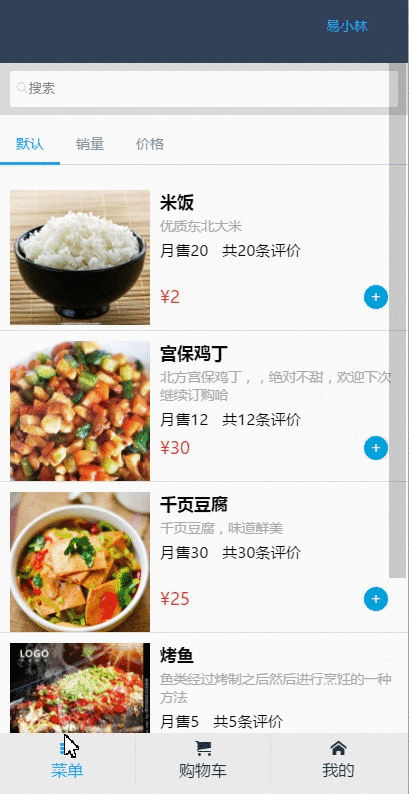 易小林
搜索
默认 销量 价格
米饭
优质东北大米
月售20 共20条评价
¥2
宫保鸡丁
北方宫保鸡丁，，绝对不甜，欢迎下次
继续订购哈
月售12 共12条评价
¥30
千页豆腐
千页豆腐，味道鲜美
月售30 共30条评价
¥25
LOGO
烤鱼
鱼类经过烤制之后然后进行烹饪的一种
方法
月售5 共5条评价
菜单 购物车 我的